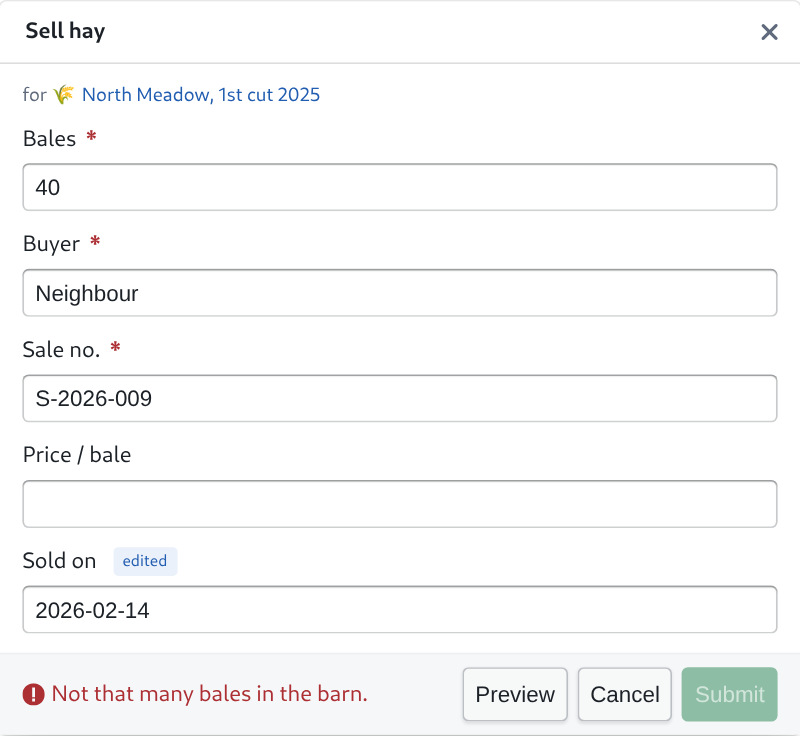 Sell hay
for 🌾 North Meadow, 1st cut 2025
Bales *
40
Buyer *
Neighbour
Sale no. *
S-2026-009
Price / bale
Sold on edited
2026-02-14
Not that many bales in the barn. Preview Cancel Submit